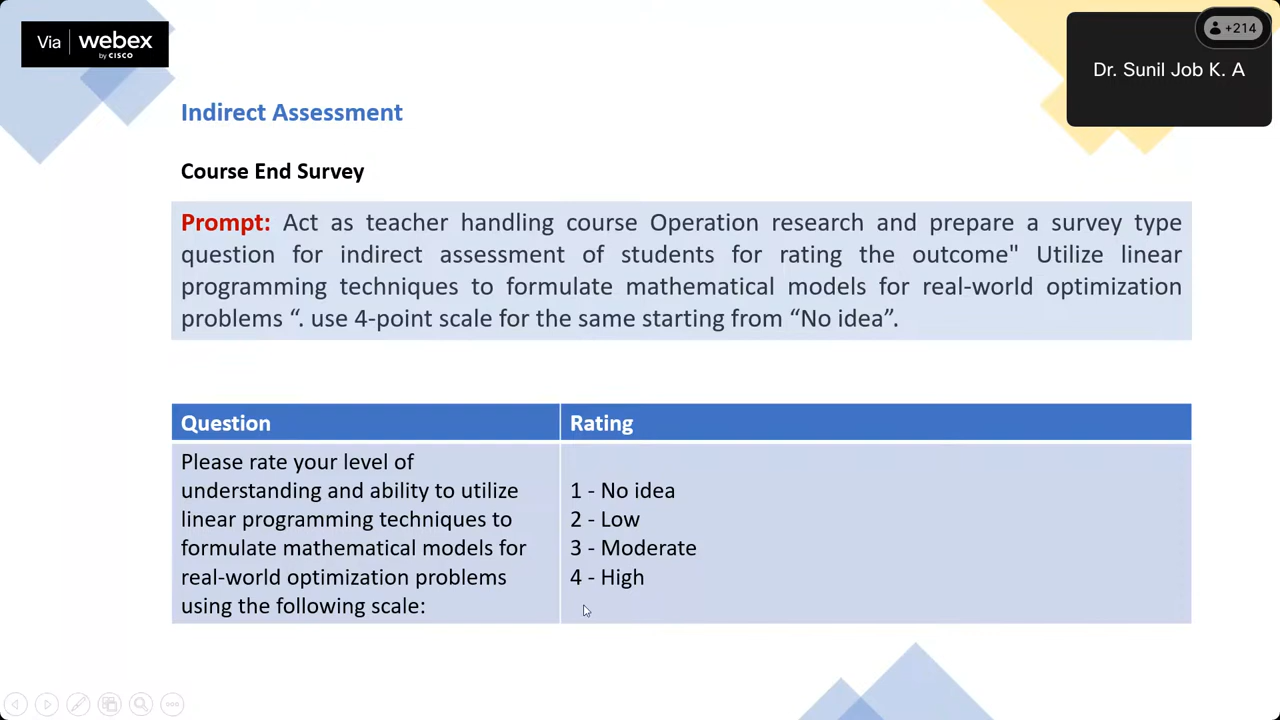 Via | webex
by CISCO
+214
Dr. Sunil Job K. A
Indirect Assessment
Course End Survey
Prompt: Act as teacher handling course Operation research and prepare a survey type
question for indirect assessment of students for rating the outcome" Utilize linear
programming techniques to formulate mathematical models for real-world optimization
problems “. use 4-point scale for the same starting from “No idea”.
Question
Rating
Please rate your level of
understanding and ability to utilize
linear programming techniques to
formulate mathematical models for
real-world optimization problems
using the following scale:
1 - No idea
2 - Low
3 - Moderate
4 - High